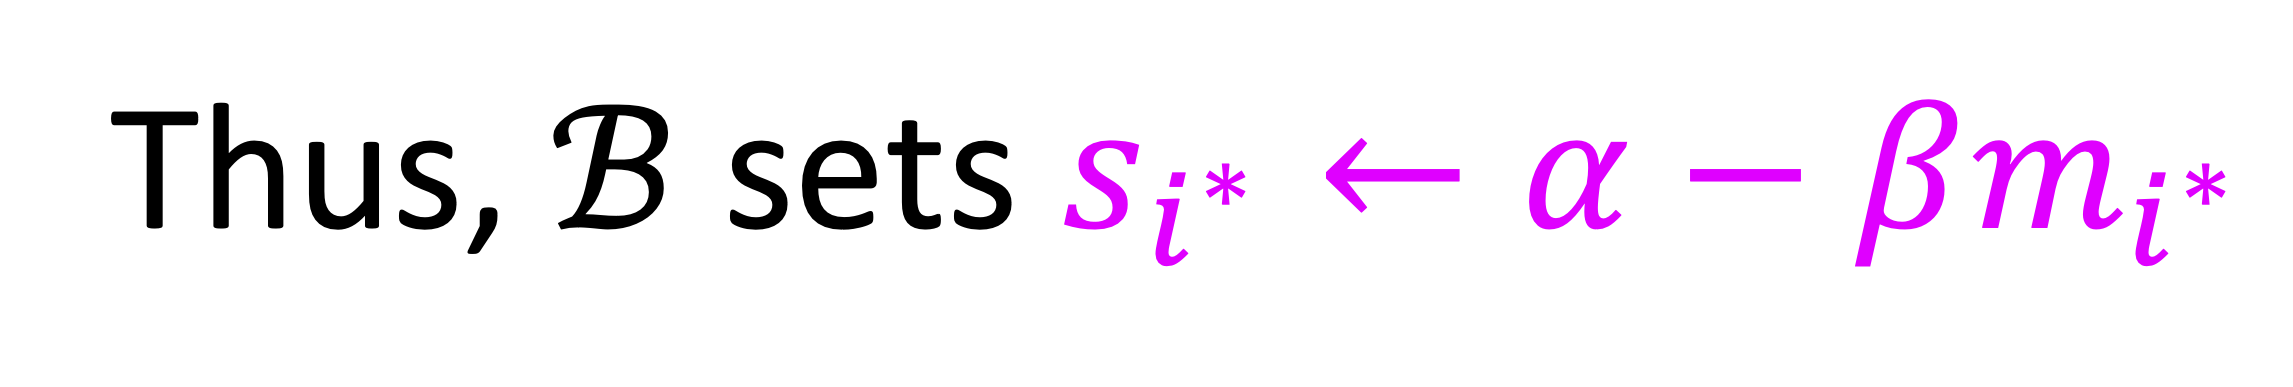 Thus, ℬ sets s_{i*} ← α − βm_{i*}